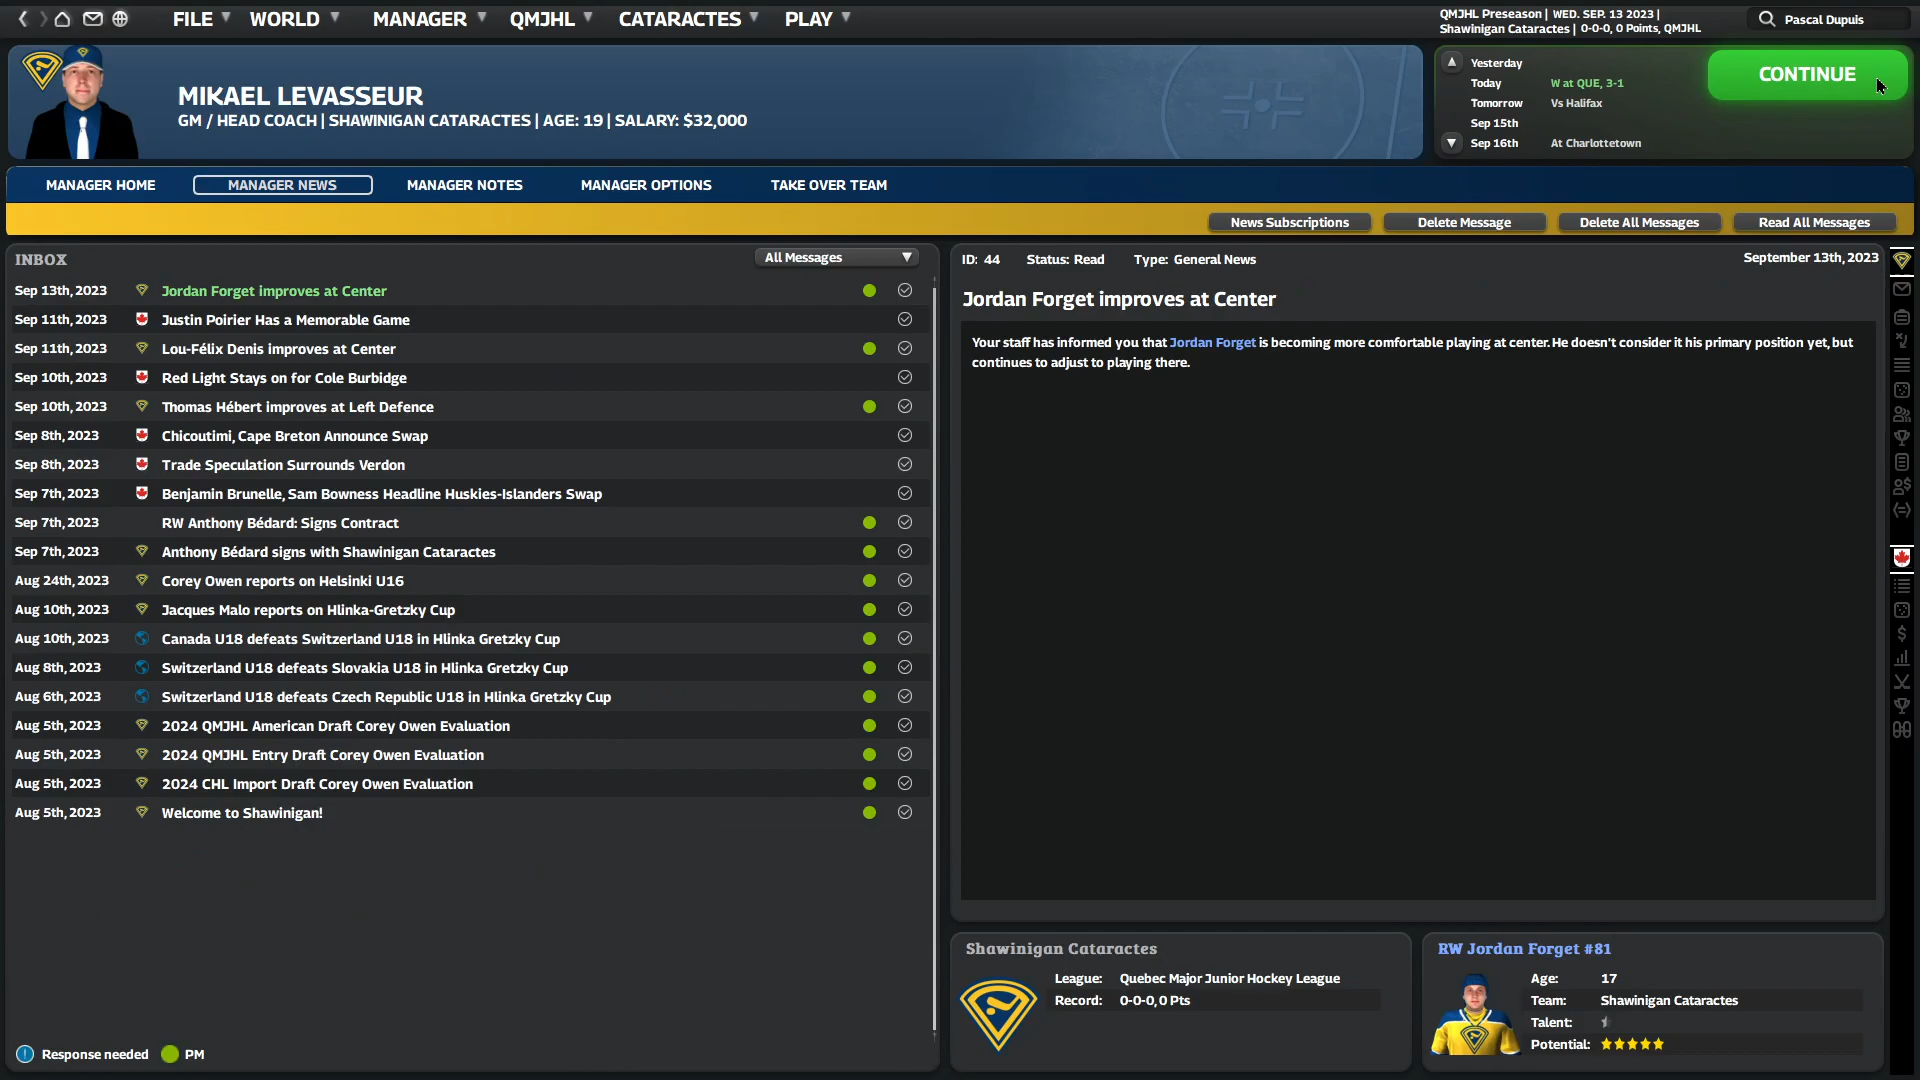 FILE
WORLD
MANAGER
QMJHL
CATARACTES
PLAY
QMJHL Preseason | WED. SEP. 13 2023 |
Shawinigan Cataractes | 0-0-0, 0 Points, QMJHL
Pascal Dupuis
MIKAEL LEVASSEUR
GM / HEAD COACH | SHAWINIGAN CATARACTES | AGE: 19 | SALARY: $32,000
Yesterday
Today W at QUE, 3-1
Tomorrow Vs Halifax
Sep 15th
Sep 16th At Charlottetown
CONTINUE
MANAGER HOME
MANAGER NEWS
MANAGER NOTES
MANAGER OPTIONS
TAKE OVER TEAM
News Subscriptions
Delete Message
Delete All Messages
Read All Messages
INBOX
All Messages
Sep 13th, 2023 Jordan Forget improves at Center
Sep 11th, 2023 Justin Poirier Has a Memorable Game
Sep 11th, 2023 Lou-Félix Denis improves at Center
Sep 10th, 2023 Red Light Stays on for Cole Burbidge
Sep 10th, 2023 Thomas Hébert improves at Left Defence
Sep 8th, 2023 Chicoutimi, Cape Breton Announce Swap
Sep 8th, 2023 Trade Speculation Surrounds Verdon
Sep 7th, 2023 Benjamin Brunelle, Sam Bowness Headline Huskies-Islanders Swap
Sep 7th, 2023 RW Anthony Bédard: Signs Contract
Sep 7th, 2023 Anthony Bédard signs with Shawinigan Cataractes
Aug 24th, 2023 Corey Owen reports on Helsinki U16
Aug 10th, 2023 Jacques Malo reports on Hlinka-Gretzky Cup
Aug 10th, 2023 Canada U18 defeats Switzerland U18 in Hlinka Gretzky Cup
Aug 8th, 2023 Switzerland U18 defeats Slovakia U18 in Hlinka Gretzky Cup
Aug 6th, 2023 Switzerland U18 defeats Czech Republic U18 in Hlinka Gretzky Cup
Aug 5th, 2023 2024 QMJHL American Draft Corey Owen Evaluation
Aug 5th, 2023 2024 QMJHL Entry Draft Corey Owen Evaluation
Aug 5th, 2023 2024 CHL Import Draft Corey Owen Evaluation
Aug 5th, 2023 Welcome to Shawinigan!
Response needed
PM
ID: 44 Status: Read Type: General News
September 13th, 2023
Jordan Forget improves at Center
Your staff has informed you that Jordan Forget is becoming more comfortable playing at center. He doesn't consider it his primary position yet, but
continues to adjust to playing there.
Shawinigan Cataractes
League: Quebec Major Junior Hockey League
Record: 0-0-0, 0 Pts
RW Jordan Forget #81
Age: 17
Team: Shawinigan Cataractes
Talent:
Potential: